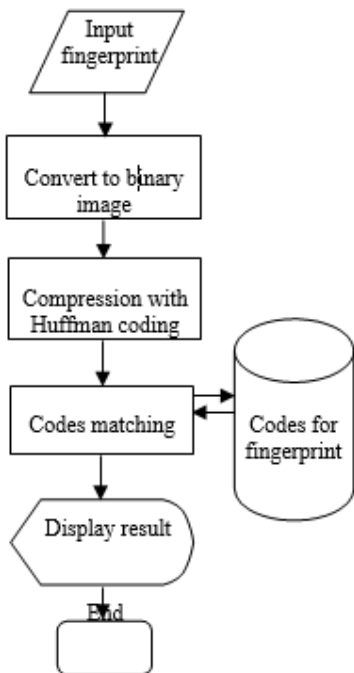 Input
fingerprint
Convert to binary
image
Compression with
Huffman coding
Codes matching
Codes for
fingerprint
Display result
End